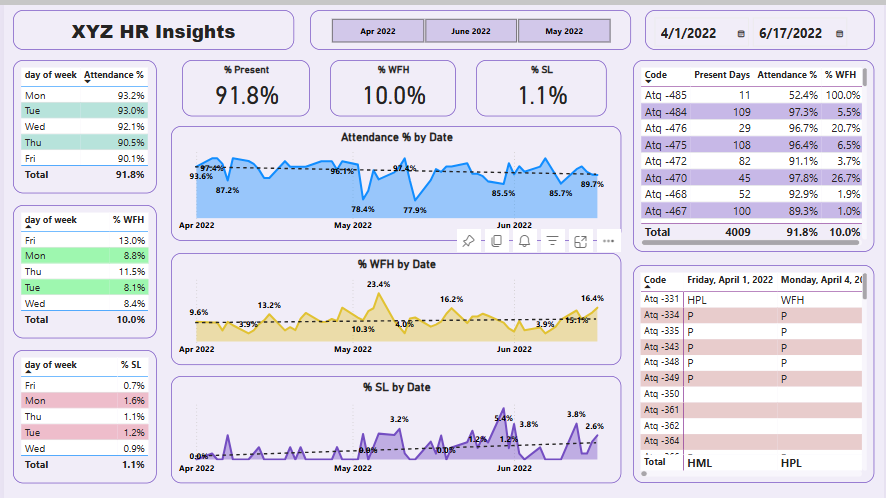 XYZ HR Insights
Apr 2022 June 2022 May 2022
4/1/2022 6/17/2022
day of week Attendance %
Mon 93.2%
Tue 93.0%
Wed 92.1%
Thu 90.5%
Fri 90.1%
Total 91.8%
% Present
91.8%
% WFH
10.0%
% SL
1.1%
Code Present Days Attendance % % WFH
Atq -485 11 52.4% 100.0%
Atq -484 109 97.3% 5.5%
Atq -476 29 96.7% 20.7%
Atq -475 108 96.4% 6.5%
Atq -472 82 91.1% 3.7%
Atq -470 45 97.8% 26.7%
Atq -468 52 92.9% 1.9%
Atq -467 100 89.3% 1.0%
Total 4009 91.8% 10.0%
Attendance % by Date
93.6% 97.4% 87.2% 96.1% 78.4% 97.4% 77.9% 85.5% 85.7% 89.7%
Apr 2022 May 2022 Jun 2022
day of week % WFH
Fri 13.0%
Mon 8.8%
Thu 11.5%
Tue 8.1%
Wed 8.4%
Total 10.0%
% WFH by Date
9.6% 3.9% 13.2% 10.3% 23.4% 4.0% 16.2% 3.9% 15.1% 16.4%
Apr 2022 May 2022 Jun 2022
Code Friday, April 1, 2022 Monday, April 4, 20
Atq -331 HPL WFH
Atq -334 P P
Atq -335 P P
Atq -343 P P
Atq -348 P P
Atq -349 P P
Atq -350
Atq -361
Atq -362
Atq -364
Total HML HPL
day of week % SL
Fri 0.7%
Mon 1.6%
Thu 1.1%
Tue 1.2%
Wed 0.9%
Total 1.1%
% SL by Date
0.0% 3.2% 0.0% 1.2% 5.4% 1.2% 3.8% 3.8% 2.6%
Apr 2022 May 2022 Jun 2022